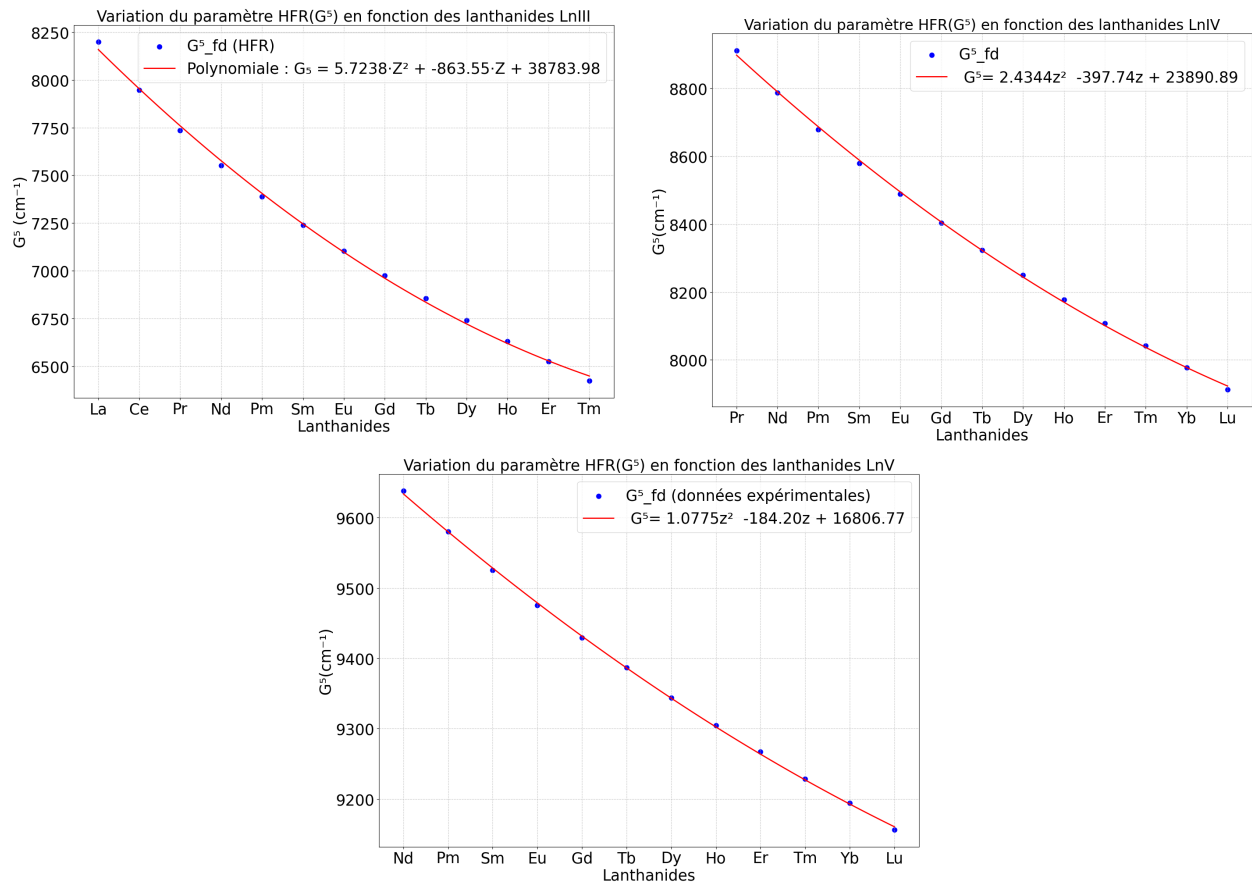 Variation du paramètre HFR(G⁵) en fonction des lanthanides LnIII
G⁵_fd (HFR)
Polynomiale : G₅ = 5.7238·Z² + -863.55·Z + 38783.98
G⁵ (cm⁻¹)
8250
8000
7750
7500
7250
7000
6750
6500
La Ce Pr Nd Pm Sm Eu Gd Tb Dy Ho Er Tm
Lanthanides
Variation du paramètre HFR(G⁵) en fonction des lanthanides LnIV
G⁵_fd
G⁵= 2.4344z² -397.74z + 23890.89
G⁵(cm⁻¹)
8800
8600
8400
8200
8000
Pr Nd Pm Sm Eu Gd Tb Dy Ho Er Tm Yb Lu
Lanthanides
Variation du paramètre HFR(G⁵) en fonction des lanthanides LnV
G⁵_fd (données expérimentales)
G⁵= 1.0775z² -184.20z + 16806.77
G⁵(cm⁻¹)
9600
9500
9400
9300
9200
Nd Pm Sm Eu Gd Tb Dy Ho Er Tm Yb Lu
Lanthanides